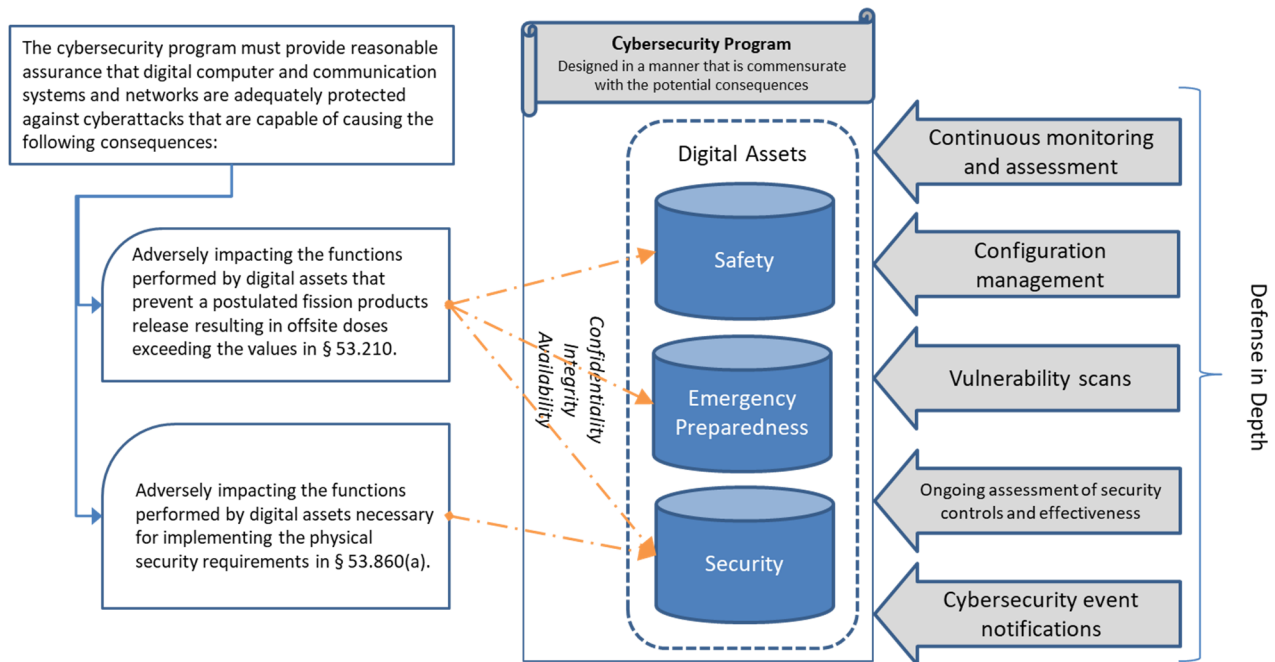 The cybersecurity program must provide reasonable
assurance that digital computer and communication
systems and networks are adequately protected
against cyberattacks that are capable of causing the
following consequences:
Adversely impacting the functions
performed by digital assets that
prevent a postulated fission products
release resulting in offsite doses
exceeding the values in § 53.210.
Adversely impacting the functions
performed by digital assets necessary
for implementing the physical
security requirements in § 53.860(a).
Cybersecurity Program
Designed in a manner that is commensurate
with the potential consequences
Digital Assets
Safety
Emergency
Preparedness
Security
Confidentiality
Integrity
Availability
Continuous monitoring
and assessment
Configuration
management
Vulnerability scans
Ongoing assessment of security
controls and effectiveness
Cybersecurity event
notifications
Defense in Depth